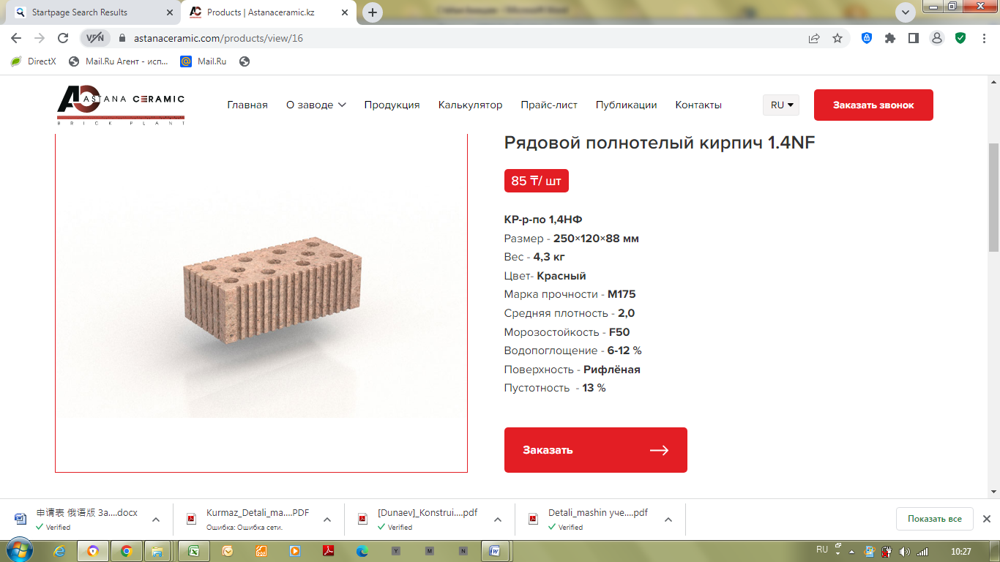 Startpage Search Results
Products | Astanaceramic.kz
VPN
astanaceramic.com/products/view/16
DirectX
Mail.Ru Агент - исп...
Mail.Ru
AC ASTANA CERAMIC
BRICK PLANT
Главная
О заводе
Продукция
Калькулятор
Прайс-лист
Публикации
Контакты
RU
Заказать звонок
Рядовой полнотелый кирпич 1.4NF
85 ₸/ шт
КР-р-по 1,4НФ
Размер - 250×120×88 мм
Вес - 4,3 кг
Цвет- Красный
Марка прочности - М175
Средняя плотность - 2,0
Морозостойкость - F50
Водопоглощение - 6-12 %
Поверхность - Рифлёная
Пустотность - 13 %
Заказать
申请表 俄语版 За....docx
Verified
Kurmaz_Detali_ma....PDF
Ошибка: Ошибка сети.
[Dunaev]_Konstrui....pdf
Verified
Detali_mashin уче....pdf
Verified
Показать все
Y
M
N
RU
10:27